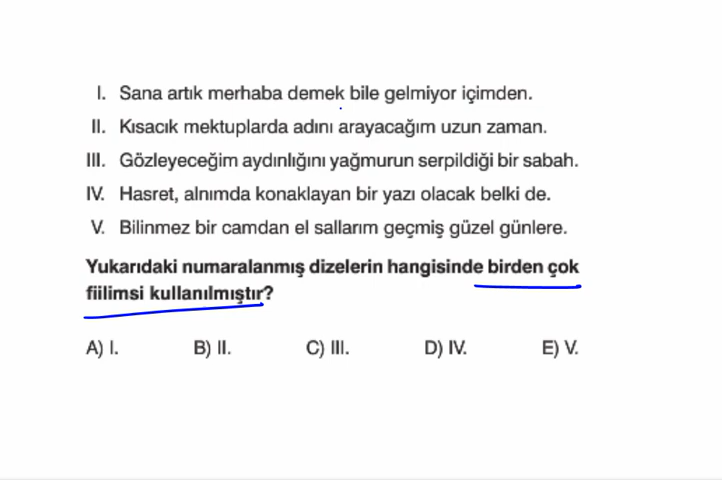 I. Sana artık merhaba demek bile gelmiyor içimden.
II. Kısacık mektuplarda adını arayacağım uzun zaman.
III. Gözleyeceğim aydınlığını yağmurun serpildiği bir sabah.
IV. Hasret, alnımda konaklayan bir yazı olacak belki de.
V. Bilinmez bir camdan el sallarım geçmiş güzel günlere.
Yukarıdaki numaralanmış dizelerin hangisinde birden çok
fiilimsi kullanılmıştır?
A) I. B) II. C) III. D) IV. E) V.